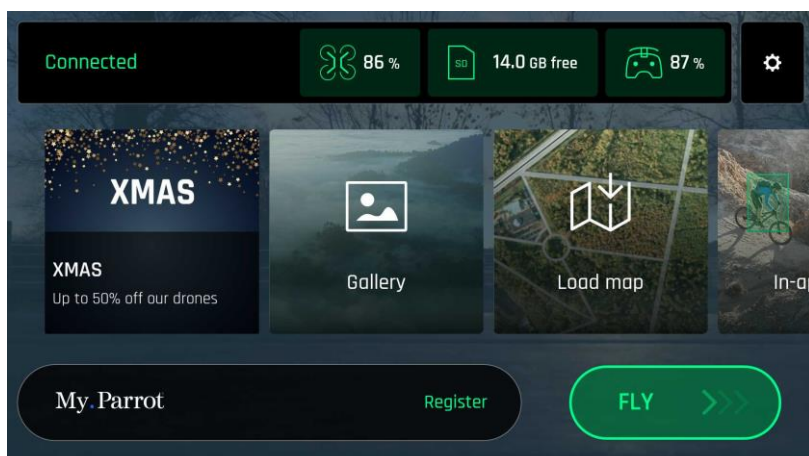 Connected
86 %
SD
14.0 GB free
87 %
XMAS
XMAS
Up to 50% off our drones
Gallery
Load map
In-a
My.Parrot
Register
FLY